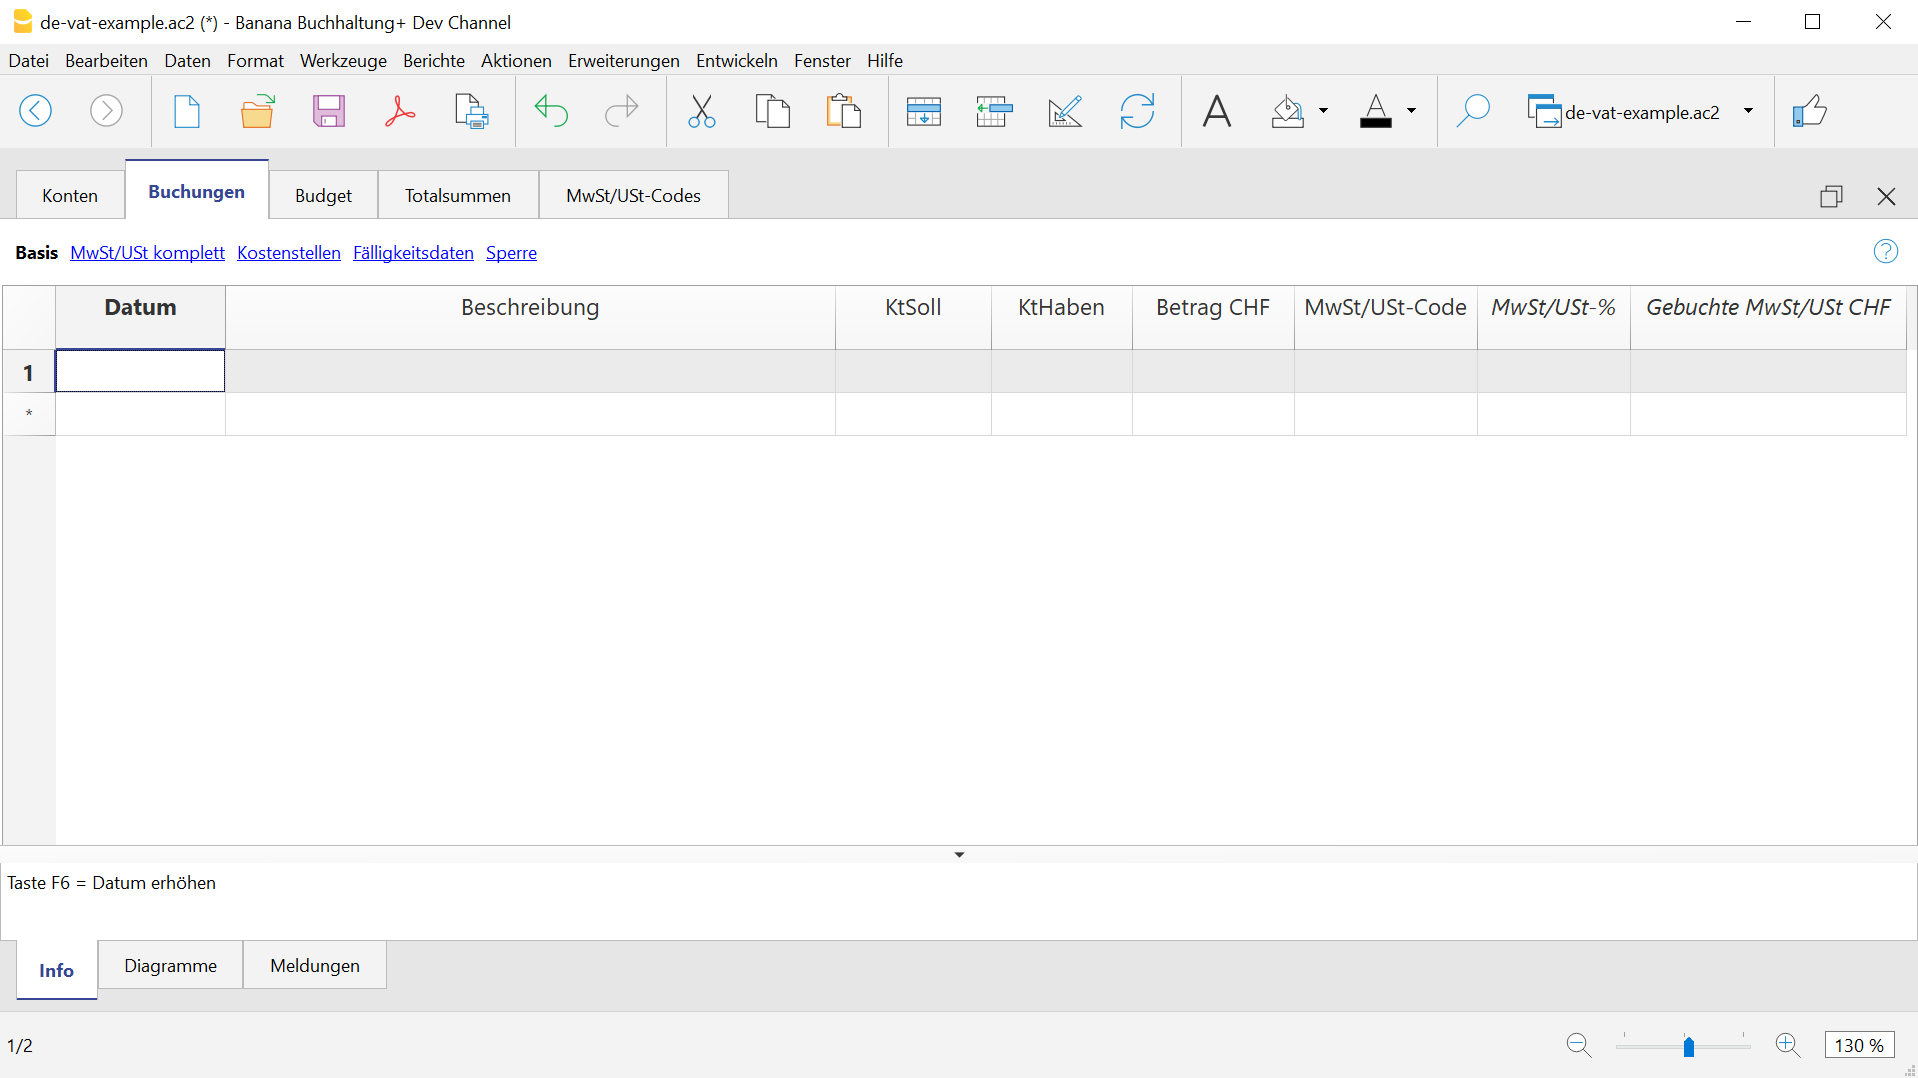 de-vat-example.ac2 (*) - Banana Buchhaltung+ Dev Channel
Datei Bearbeiten Daten Format Werkzeuge Berichte Aktionen Erweiterungen Entwickeln Fenster Hilfe
A A de-vat-example.ac2
Konten Buchungen Budget Totalsummen MwSt/USt-Codes
Basis MwSt/USt komplett Kostenstellen Fälligkeitsdaten Sperre ?
Datum Beschreibung KtSoll KtHaben Betrag CHF MwSt/USt-Code MwSt/USt-% Gebuchte MwSt/USt CHF
1
*
Taste F6 = Datum erhöhen
Info Diagramme Meldungen
1/2 130 %